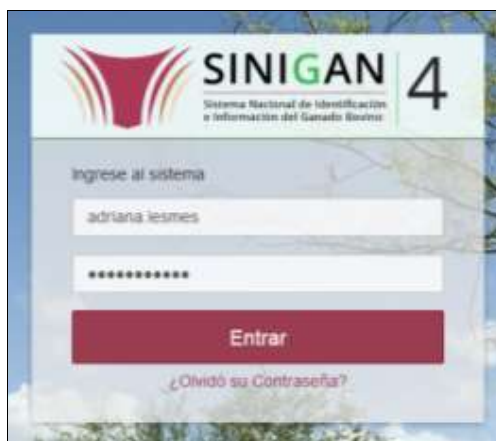 SINIGAN 4
Sistema Nacional de Identificación
e Información del Ganado Bovino
Ingrese al sistema
adriana.lesmes
•••••••••••
Entrar
¿Olvidó su Contraseña?